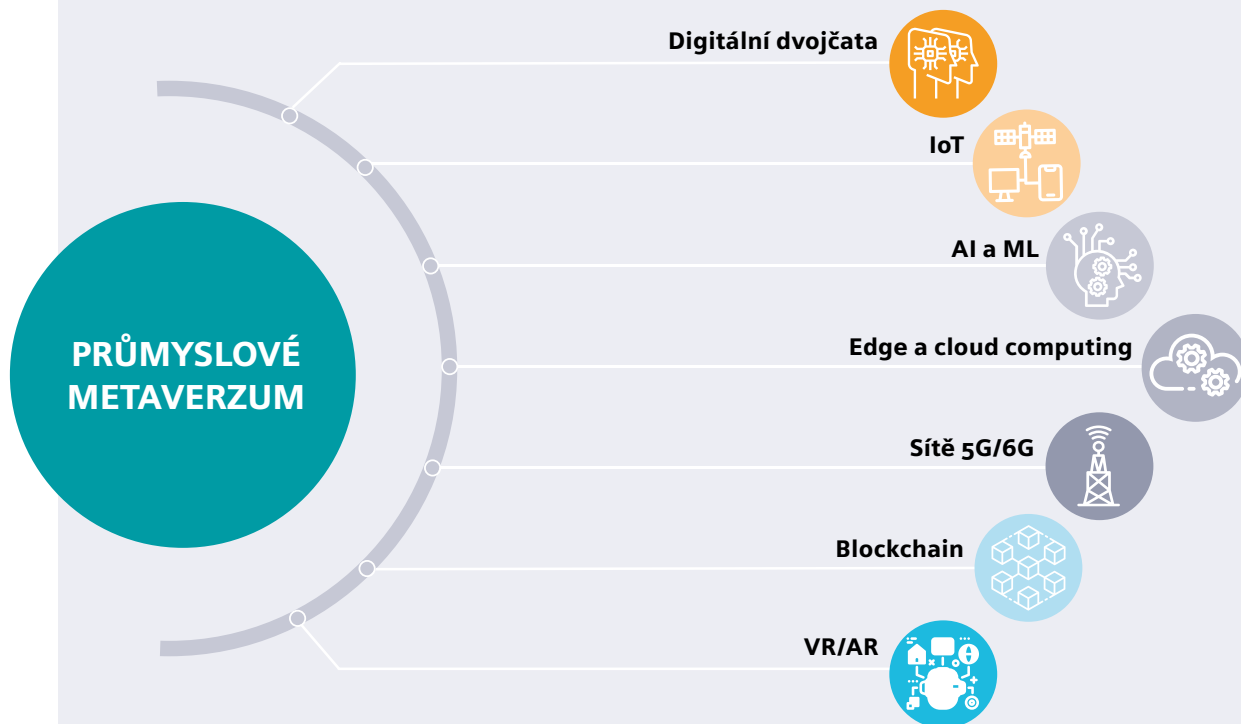 Digitální dvojčata
IoT
AI a ML
PRŮMYSLOVÉ
METAVERZUM
Edge a cloud computing
Sítě 5G/6G
Blockchain
VR/AR